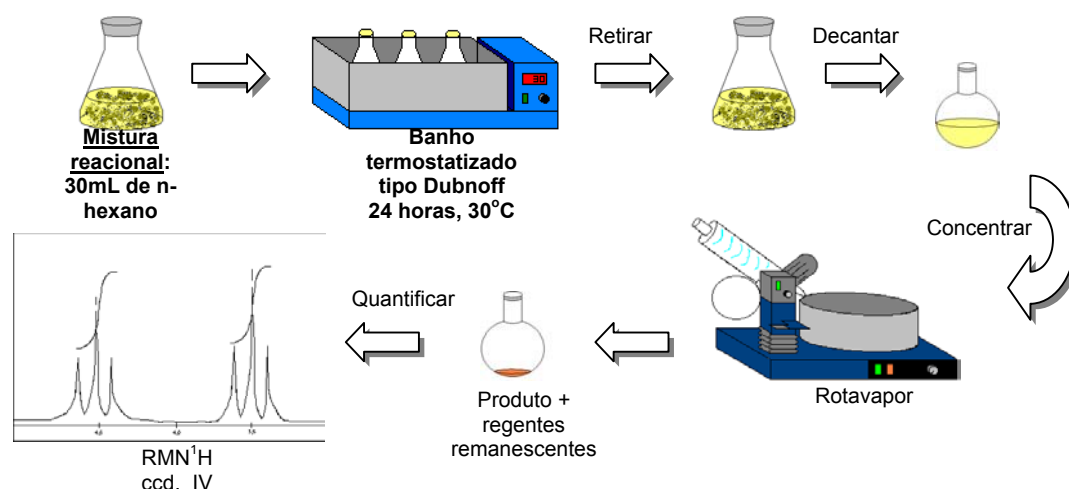 Retirar
Decantar
Mistura
reacional:
30mL de n-
hexano
Banho
termostatizado
tipo Dubnoff
24 horas, 30°C
Concentrar
Quantificar
Rotavapor
Produto +
regentes
remanescentes
RMN¹H
ccd, IV